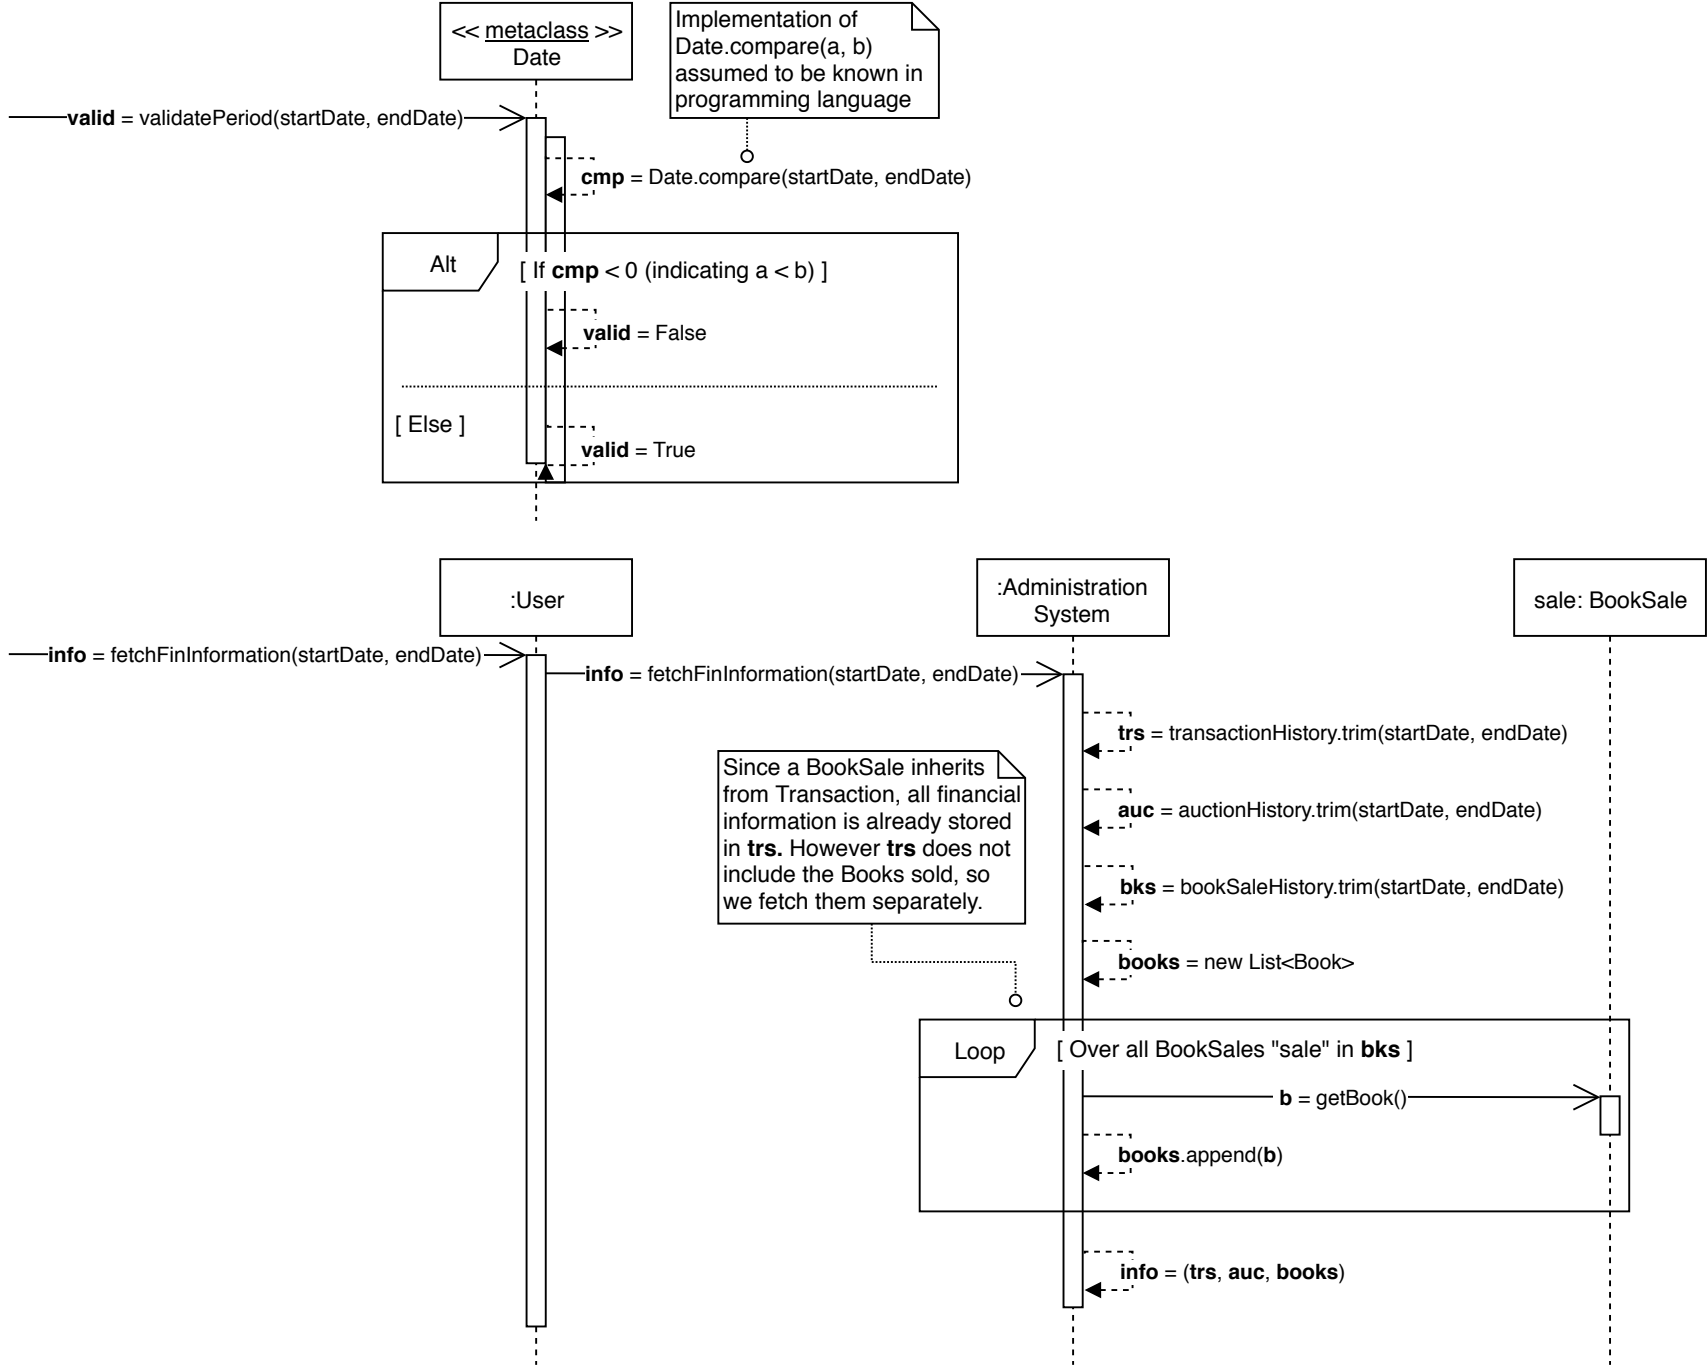 << metaclass >>
Date
Implementation of
Date.compare(a, b)
assumed to be known in
programming language
valid = validatePeriod(startDate, endDate)
cmp = Date.compare(startDate, endDate)
Alt
[ If cmp < 0 (indicating a < b) ]
valid = False
[ Else ]
valid = True
:User
:Administration
System
sale: BookSale
info = fetchFinInformation(startDate, endDate)
info = fetchFinInformation(startDate, endDate)
trs = transactionHistory.trim(startDate, endDate)
Since a BookSale inherits
from Transaction, all financial
information is already stored
in trs. However trs does not
include the Books sold, so
we fetch them separately.
auc = auctionHistory.trim(startDate, endDate)
bks = bookSaleHistory.trim(startDate, endDate)
books = new List<Book>
Loop
[ Over all BookSales "sale" in bks ]
b = getBook()
books.append(b)
info = (trs, auc, books)